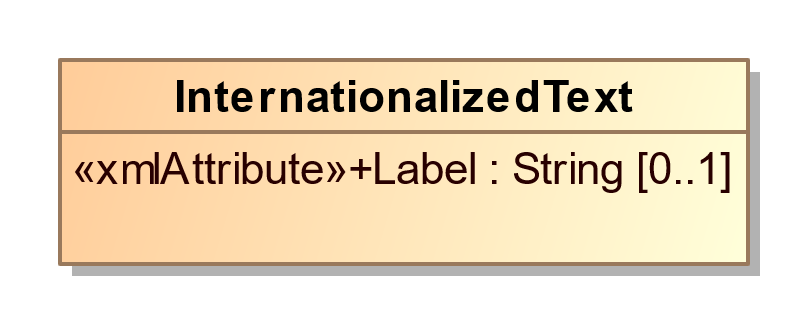 InternationalizedText
«xmlAttribute»+Label : String [0..1]